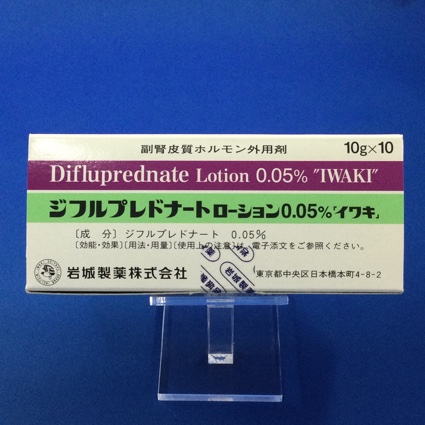 副腎皮質ホルモン外用剤
10g×10
Difluprednate Lotion 0.05% "IWAKI"
ジフルプレドナートローション0.05%「イワキ」
〔成 分〕ジフルプレドナート 0.05%
〔効能・効果〕〔用法・用量〕〔使用上の注意〕は、電子添文をご参照ください。
岩城製薬株式会社
東京都中央区日本橋本町4-8-2